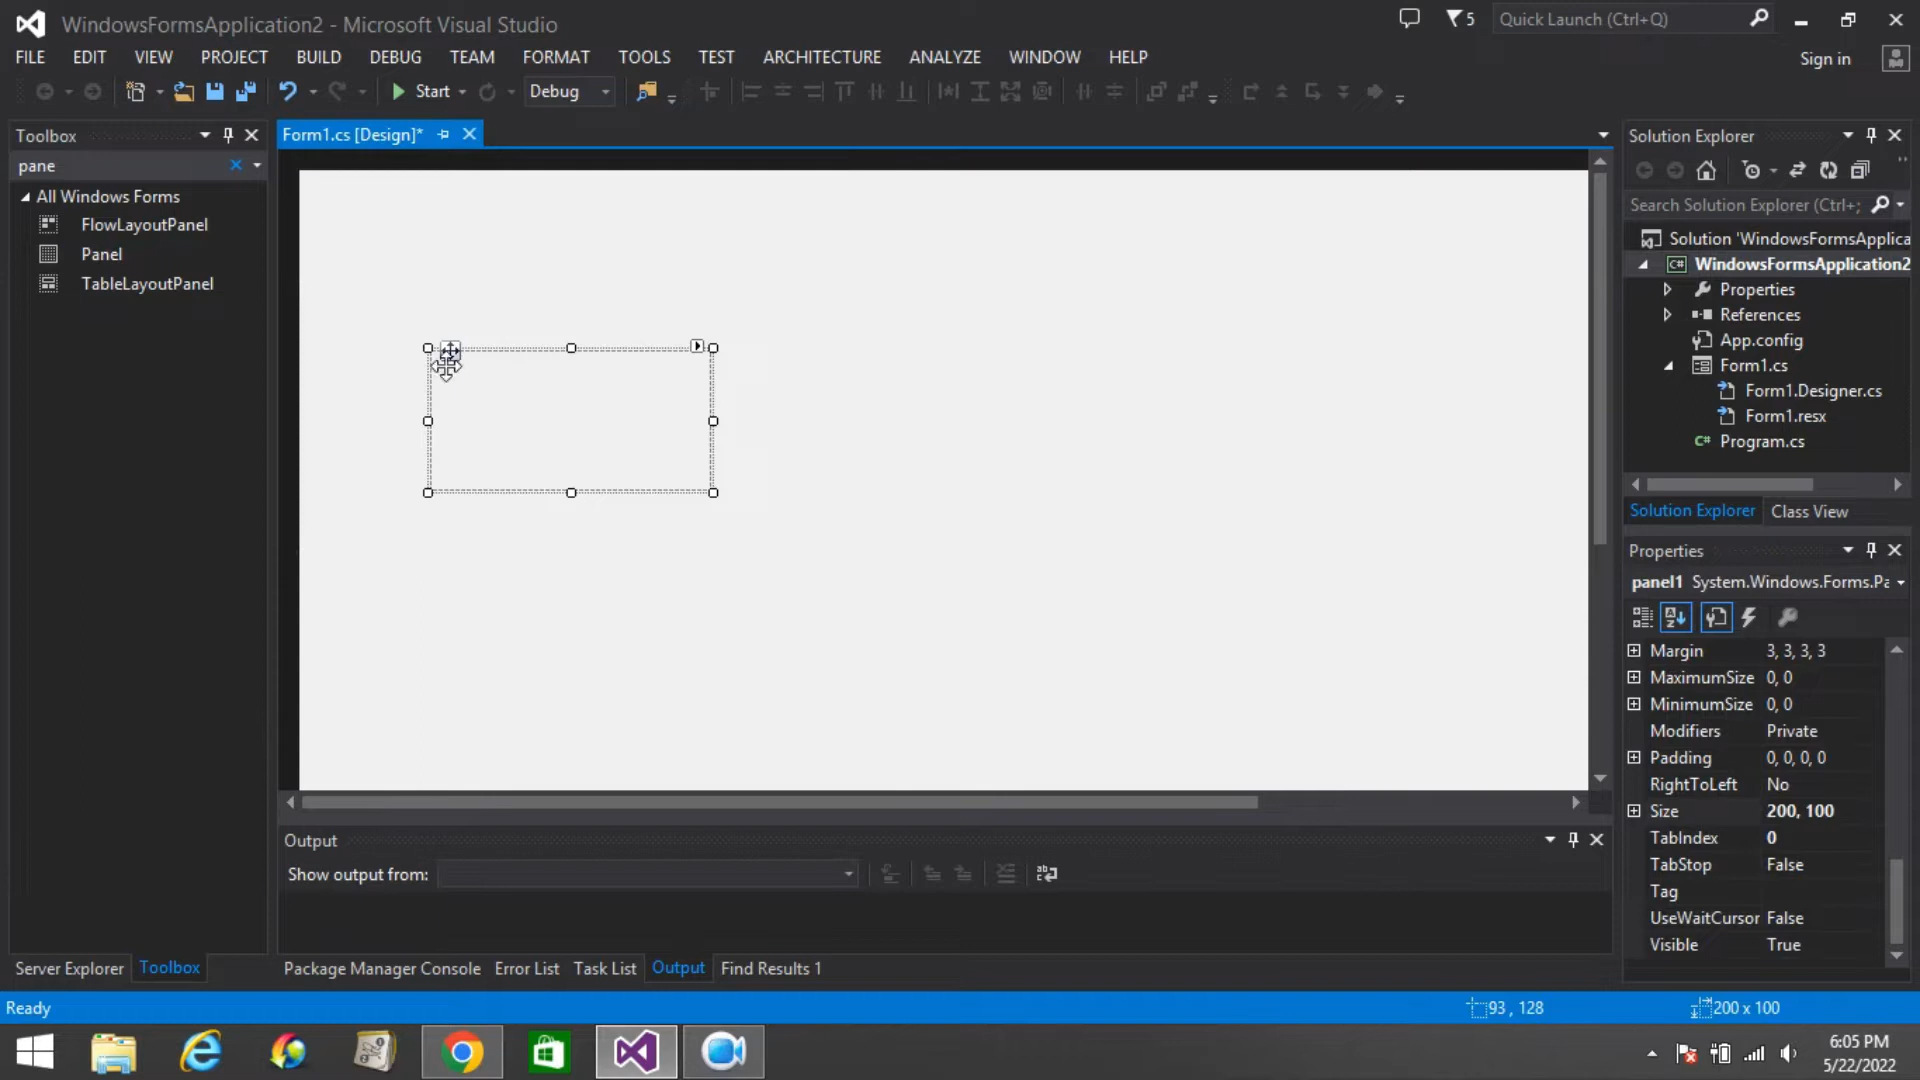 WindowsFormsApplication2 - Microsoft Visual Studio
5
Quick Launch (Ctrl+Q)
FILE EDIT VIEW PROJECT BUILD DEBUG TEAM FORMAT TOOLS TEST ARCHITECTURE ANALYZE WINDOW HELP
Sign in
Start
Debug
Toolbox
pane
All Windows Forms
FlowLayoutPanel
Panel
TableLayoutPanel
Form1.cs [Design]*
Solution Explorer
Search Solution Explorer (Ctrl+;
Solution 'WindowsFormsApplica
WindowsFormsApplication2
Properties
References
App.config
Form1.cs
Form1.Designer.cs
Form1.resx
Program.cs
Solution Explorer Class View
Properties
panel1 System.Windows.Forms.Pa
Margin 3, 3, 3, 3
MaximumSize 0, 0
MinimumSize 0, 0
Modifiers Private
Padding 0, 0, 0, 0
RightToLeft No
Size 200, 100
TabIndex 0
TabStop False
Tag
UseWaitCursor False
Visible True
Output
Show output from:
Server Explorer Toolbox
Package Manager Console Error List Task List Output Find Results 1
Ready
93 , 128
200 x 100
6:05 PM
5/22/2022